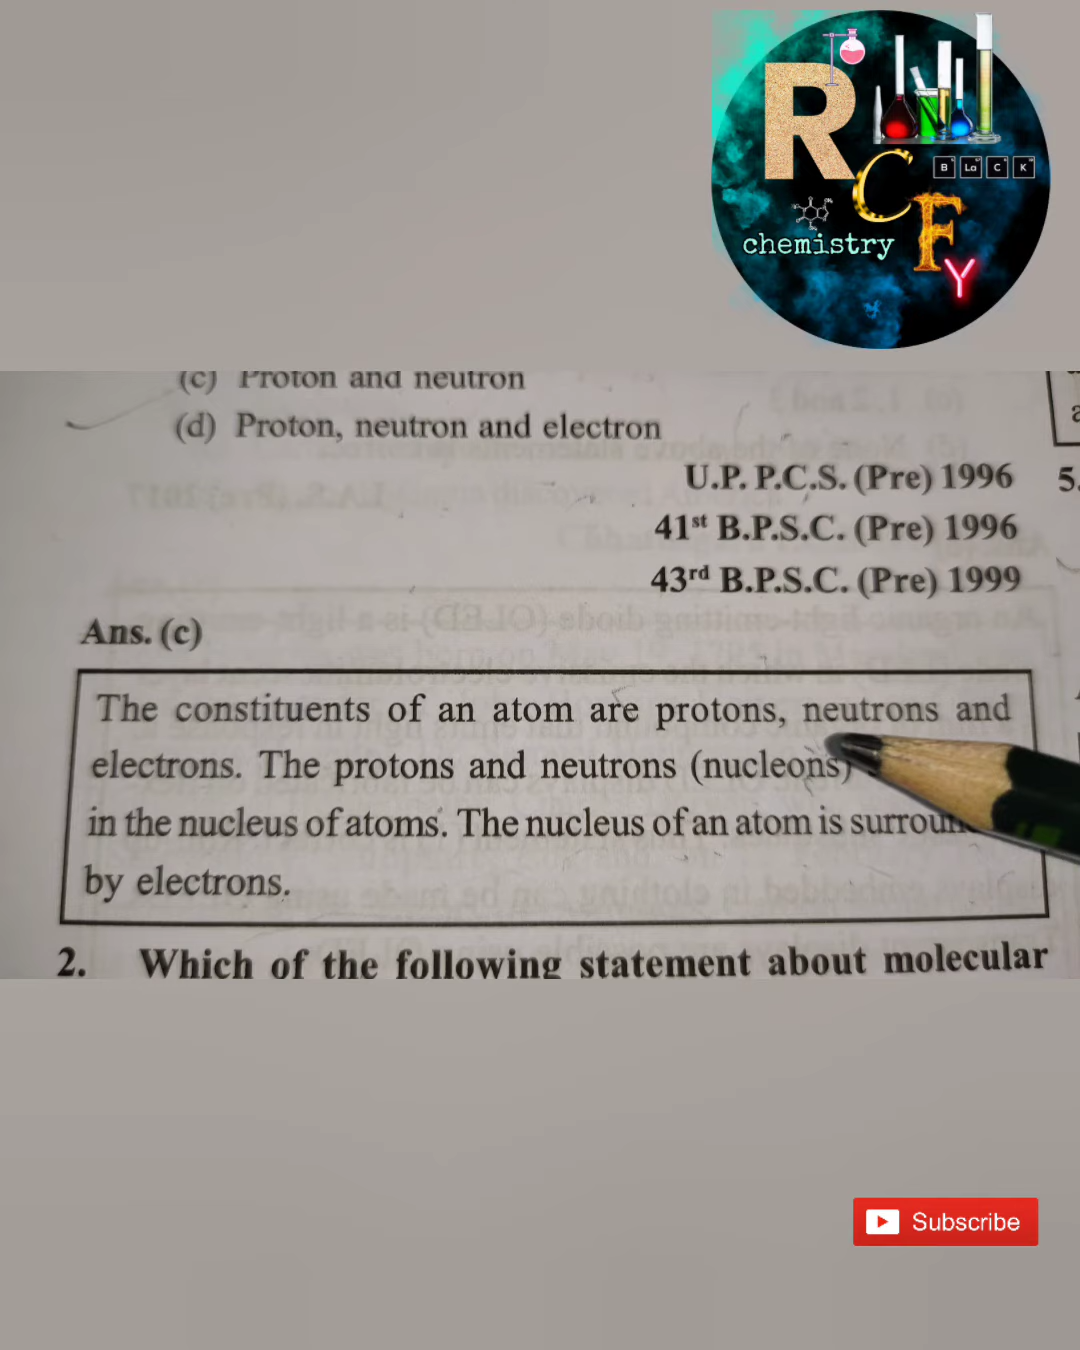 R
C
BLOCK
F
chemistry
Y
(c) Proton and neutron
(d) Proton, neutron and electron
U.P. P.C.S. (Pre) 1996
5.
41st B.P.S.C. (Pre) 1996
43rd B.P.S.C. (Pre) 1999
Ans. (c)
The constituents of an atom are protons, neutrons and
electrons. The protons and neutrons (nucleons)
in the nucleus of atoms. The nucleus of an atom is
by electrons.
2. Which of the following statement about molecular
Subscribe